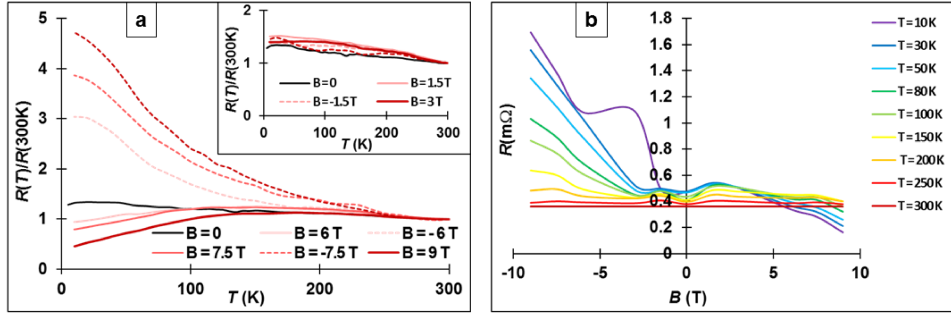 a
R(T)/R(300K)
5
4
3
2
1
0
0
100
200
300
T (K)
B=0
B=6 T
B=-6 T
B=7.5 T
B=-7.5 T
B=9 T
R(T)/R(300K)
2
1
0
0
100
200
300
T (K)
B=0
B=1.5T
B=-1.5T
B=3T
b
R(mΩ)
1.8
1.6
1.4
1.2
1
0.8
0.6
0.4
0.2
0
-10
-5
0
5
10
B (T)
T=10K
T=30K
T=50K
T=80K
T=100K
T=150K
T=200K
T=250K
T=300K